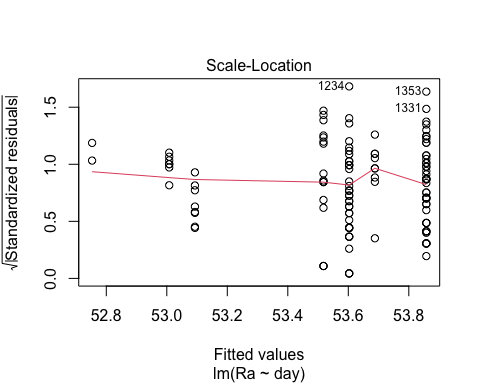 Scale-Location
1234
1353
1331
√|Standardized residuals|
1.5
1.0
0.5
0.0
52.8 53.0 53.2 53.4 53.6 53.8
Fitted values
lm(Ra ~ day)